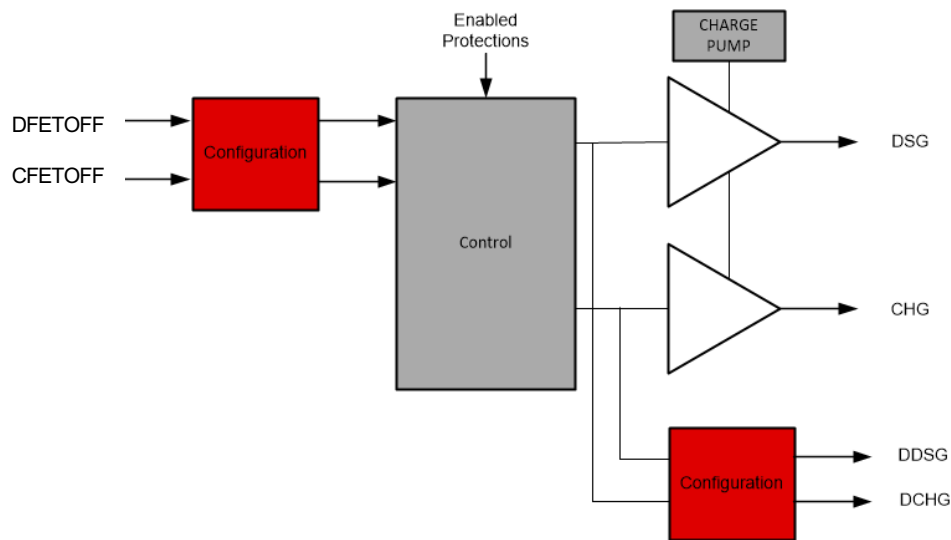 Enabled
Protections
CHARGE
PUMP
DFETOFF
CFETOFF
Configuration
Control
DSG
CHG
Configuration
DDSG
DCHG